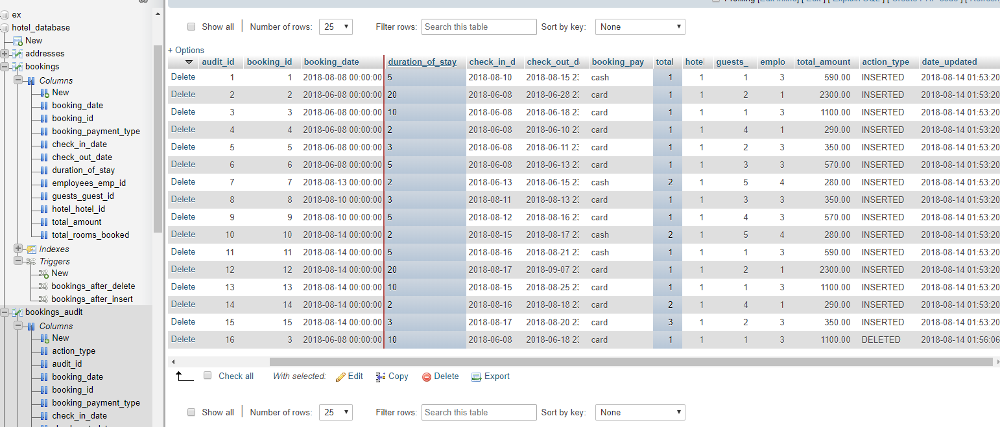 Profiling [Edit inline] [ Edit ] [ Explain SQL ] [ Create PHP code ] [ Refresh
ex
hotel_database
New
addresses
bookings
Columns
New
booking_date
booking_id
booking_payment_type
check_in_date
check_out_date
duration_of_stay
employees_emp_id
guests_guest_id
hotel_hotel_id
total_amount
total_rooms_booked
Indexes
Triggers
New
bookings_after_delete
bookings_after_insert
bookings_audit
Columns
New
action_type
audit_id
booking_date
booking_id
booking_payment_type
check_in_date
Show all Number of rows: 25 Filter rows: Search this table Sort by key: None
+ Options
audit_id booking_id booking_date duration_of_stay check_in_d check_out_d booking_pay total hotel guests_ emplo total_amount action_type date_updated
Delete 1 1 2018-08-08 00:00:00 5 2018-08-10 2018-08-15 23 cash 1 1 1 3 590.00 INSERTED 2018-08-14 01:53:20
Delete 2 2 2018-06-08 00:00:00 20 2018-06-08 2018-06-28 23 card 1 1 2 1 2300.00 INSERTED 2018-08-14 01:53:20
Delete 3 3 2018-06-08 00:00:00 10 2018-06-08 2018-06-18 23 card 1 1 1 3 1100.00 INSERTED 2018-08-14 01:53:20
Delete 4 4 2018-06-08 00:00:00 2 2018-06-08 2018-06-10 23 card 1 1 4 1 290.00 INSERTED 2018-08-14 01:53:20
Delete 5 5 2018-06-08 00:00:00 3 2018-06-08 2018-06-11 23 card 1 1 2 3 350.00 INSERTED 2018-08-14 01:53:20
Delete 6 6 2018-06-08 00:00:00 5 2018-06-08 2018-06-13 23 card 1 1 3 3 570.00 INSERTED 2018-08-14 01:53:20
Delete 7 7 2018-08-13 00:00:00 2 2018-06-13 2018-06-15 23 cash 2 1 5 4 280.00 INSERTED 2018-08-14 01:53:20
Delete 8 8 2018-08-10 00:00:00 3 2018-08-11 2018-08-13 23 card 1 1 3 3 350.00 INSERTED 2018-08-14 01:53:20
Delete 9 9 2018-08-10 00:00:00 5 2018-08-12 2018-08-16 23 card 1 1 4 3 570.00 INSERTED 2018-08-14 01:53:20
Delete 10 10 2018-08-14 00:00:00 2 2018-08-15 2018-08-17 23 cash 2 1 5 4 280.00 INSERTED 2018-08-14 01:53:20
Delete 11 11 2018-08-14 00:00:00 5 2018-08-16 2018-08-21 23 cash 1 1 1 3 590.00 INSERTED 2018-08-14 01:53:20
Delete 12 12 2018-08-14 00:00:00 20 2018-08-17 2018-09-07 23 card 1 1 2 1 2300.00 INSERTED 2018-08-14 01:53:20
Delete 13 13 2018-08-14 00:00:00 10 2018-08-15 2018-08-25 23 card 1 1 1 3 1100.00 INSERTED 2018-08-14 01:53:20
Delete 14 14 2018-08-14 00:00:00 2 2018-08-16 2018-08-18 23 card 2 1 4 1 290.00 INSERTED 2018-08-14 01:53:20
Delete 15 15 2018-08-14 00:00:00 3 2018-08-17 2018-08-20 23 card 3 1 2 3 350.00 INSERTED 2018-08-14 01:53:20
Delete 16 3 2018-06-08 00:00:00 10 2018-06-08 2018-06-18 23 card 1 1 1 3 1100.00 DELETED 2018-08-14 01:56:06
Check all With selected: Edit Copy Delete Export
Show all Number of rows: 25 Filter rows: Search this table Sort by key: None